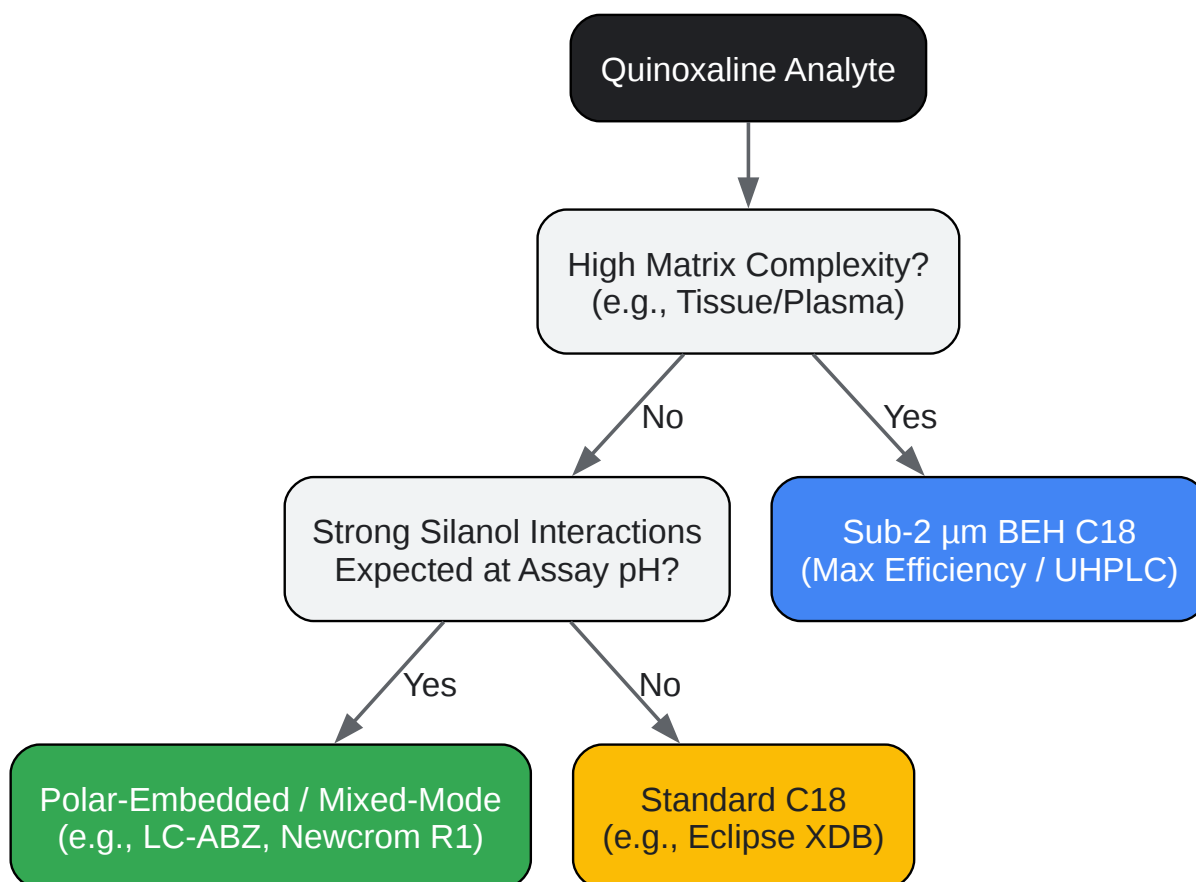 Quinoxaline Analyte
High Matrix Complexity?
(e.g., Tissue/Plasma)
No
Yes
Strong Silanol Interactions
Expected at Assay pH?
Sub-2 µm BEH C18
(Max Efficiency / UHPLC)
Yes
No
Polar-Embedded / Mixed-Mode
(e.g., LC-ABZ, Newcrom R1)
Standard C18
(e.g., Eclipse XDB)